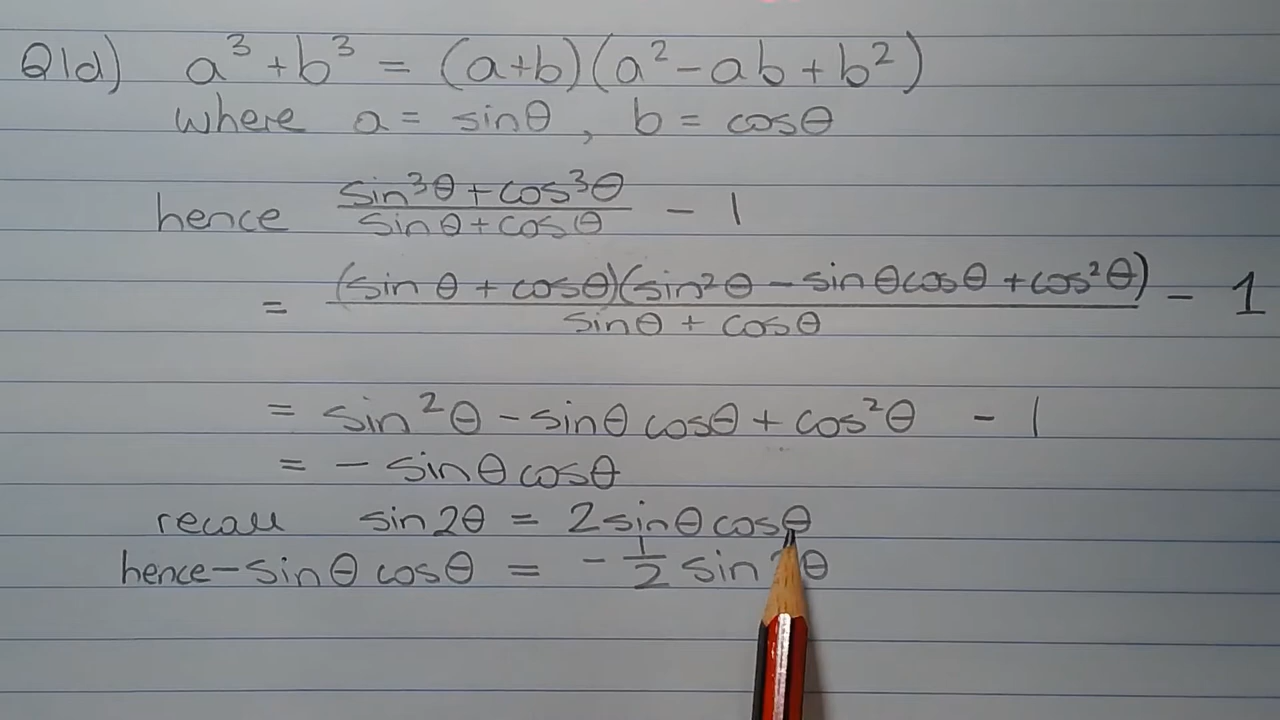 Q1d) a³ + b³ = (a+b)(a² - ab + b²)
where a = sinθ, b = cosθ
hence (sin³θ + cos³θ)/(sinθ + cosθ) - 1
= (sinθ + cosθ)(sin²θ - sinθcosθ + cos²θ)/(sinθ + cosθ) - 1
= sin²θ - sinθ cosθ + cos²θ - 1
= - sinθ cosθ
recall sin2θ = 2sinθ cosθ
hence - sinθ cosθ = - 1/2 sin θ